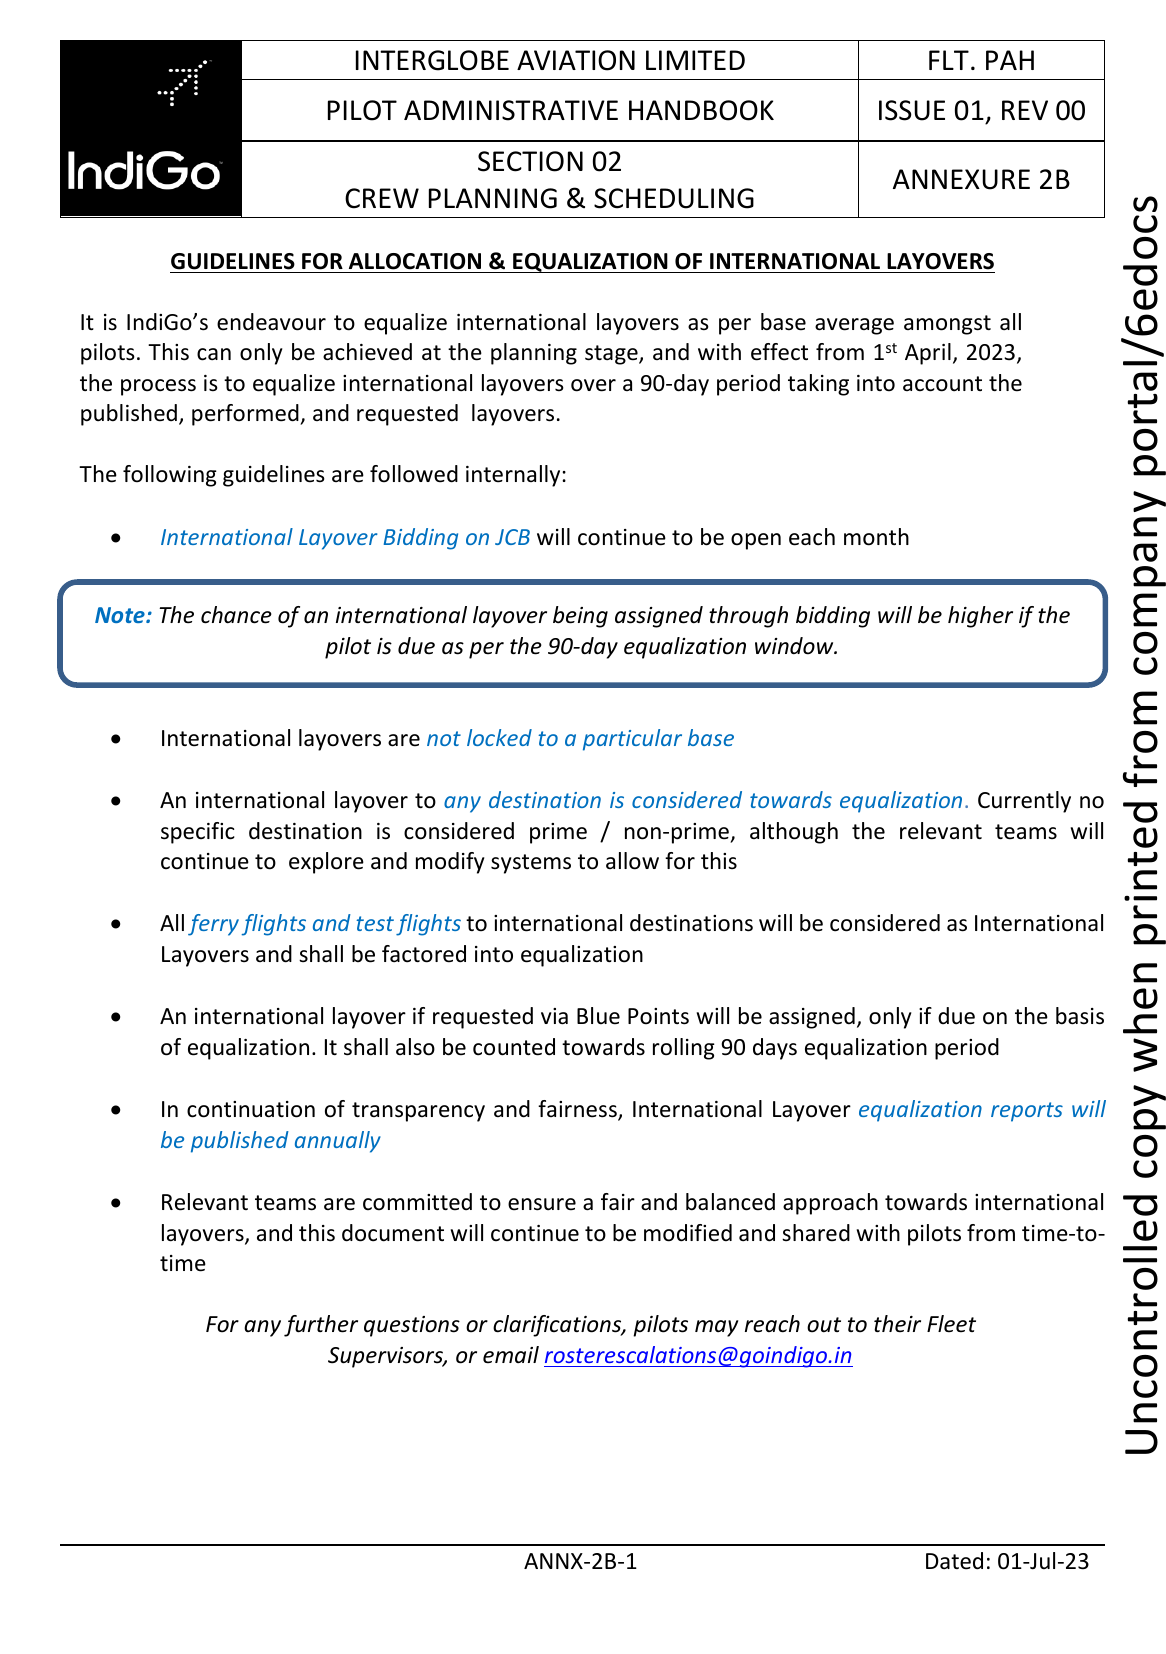 IndiGo
INTERGLOBE AVIATION LIMITED
FLT. PAH
PILOT ADMINISTRATIVE HANDBOOK
ISSUE 01, REV 00
SECTION 02
CREW PLANNING & SCHEDULING
ANNEXURE 2B
GUIDELINES FOR ALLOCATION & EQUALIZATION OF INTERNATIONAL LAYOVERS
It is IndiGo’s endeavour to equalize international layovers as per base average amongst all
pilots. This can only be achieved at the planning stage, and with effect from 1st April, 2023,
the process is to equalize international layovers over a 90-day period taking into account the
published, performed, and requested layovers.
The following guidelines are followed internally:
• International Layover Bidding on JCB will continue to be open each month
Note: The chance of an international layover being assigned through bidding will be higher if the
pilot is due as per the 90-day equalization window.
• International layovers are not locked to a particular base
• An international layover to any destination is considered towards equalization. Currently no
specific destination is considered prime / non-prime, although the relevant teams will
continue to explore and modify systems to allow for this
• All ferry flights and test flights to international destinations will be considered as International
Layovers and shall be factored into equalization
• An international layover if requested via Blue Points will be assigned, only if due on the basis
of equalization. It shall also be counted towards rolling 90 days equalization period
• In continuation of transparency and fairness, International Layover equalization reports will
be published annually
• Relevant teams are committed to ensure a fair and balanced approach towards international
layovers, and this document will continue to be modified and shared with pilots from time-to-
time
For any further questions or clarifications, pilots may reach out to their Fleet
Supervisors, or email rosterescalations@goindigo.in
ANNX-2B-1
Dated: 01-Jul-23
Uncontrolled copy when printed from company portal/6edocs